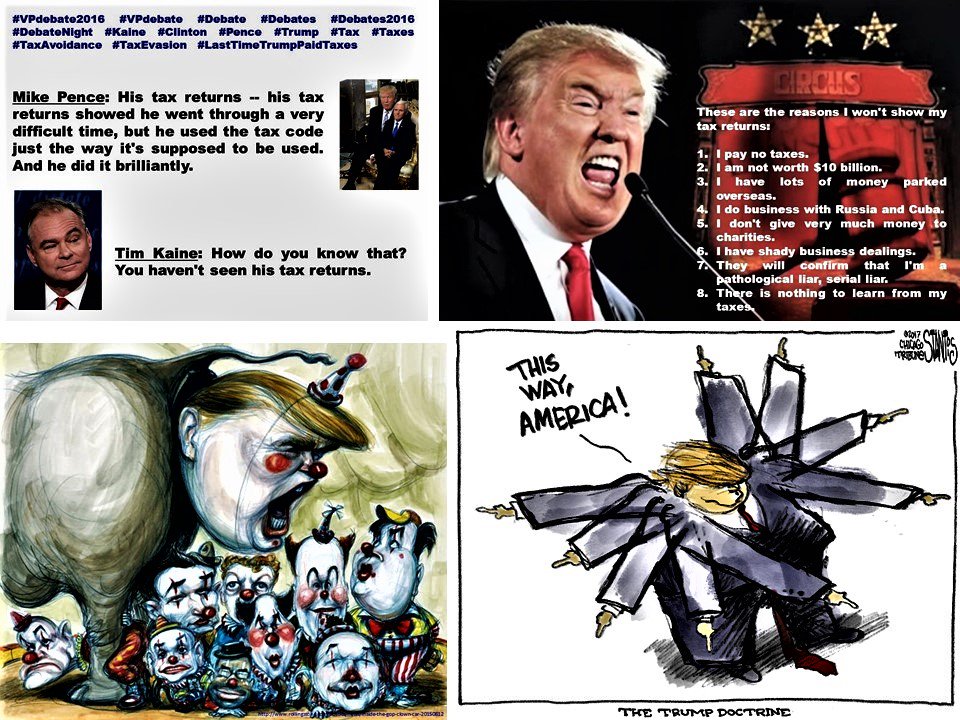 #VPdebate2016 #VPdebate #Debate #Debates #Debates2016
#DebateNight #Kaine #Clinton #Pence #Trump #Tax #Taxes
#TaxAvoidance #TaxEvasion #LastTimeTrumpPaidTaxes
Mike Pence: His tax returns -- his tax
returns showed he went through a very
difficult time, but he used the tax code
just the way it's supposed to be used.
And he did it brilliantly.
Tim Kaine: How do you know that?
You haven't seen his tax returns.
CIRCUS
These are the reasons I won't show my
tax returns:
1. I pay no taxes.
2. I am not worth $10 billion.
3. I have lots of money parked
overseas.
4. I do business with Russia and Cuba.
5. I don't give very much money to
charities.
6. I have shady business dealings.
7. They will confirm that I'm a
pathological liar, serial liar.
8. There is nothing to learn from my
taxes.
©2017
CHICAGO
TRIBUNE
STANTIS
THIS
WAY,
AMERICA!
THE TRUMP DOCTRINE